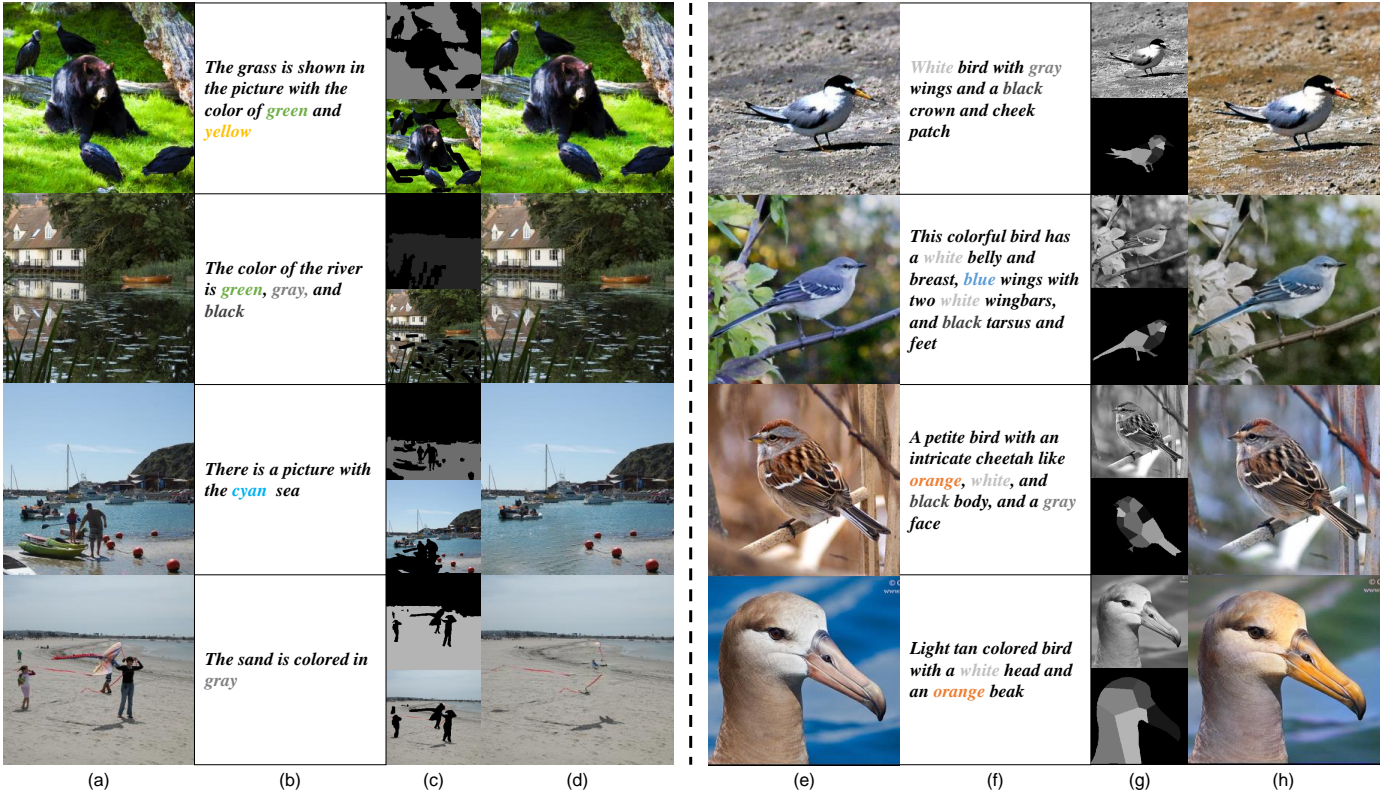 The grass is shown in
the picture with the
color of green and
yellow
The color of the river
is green, gray, and
black
There is a picture with
the cyan sea
The sand is colored in
gray
White bird with gray
wings and a black
crown and cheek
patch
This colorful bird has
a white belly and
breast, blue wings with
two white wingbars,
and black tarsus and
feet
A petite bird with an
intricate cheetah like
orange, white, and
black body, and a gray
face
Light tan colored bird
with a white head and
an orange beak
(a)
(b)
(c)
(d)
(e)
(f)
(g)
(h)